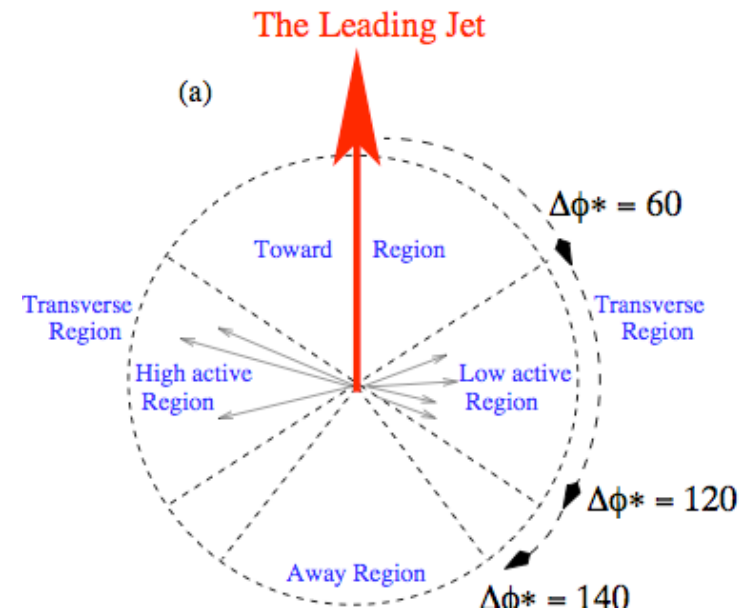 The Leading Jet
(a)
Δϕ* = 60
Toward Region
Transverse
Region
Transverse
Region
High active
Region
Low active
Region
Δϕ* = 120
Away Region
Δϕ* = 140